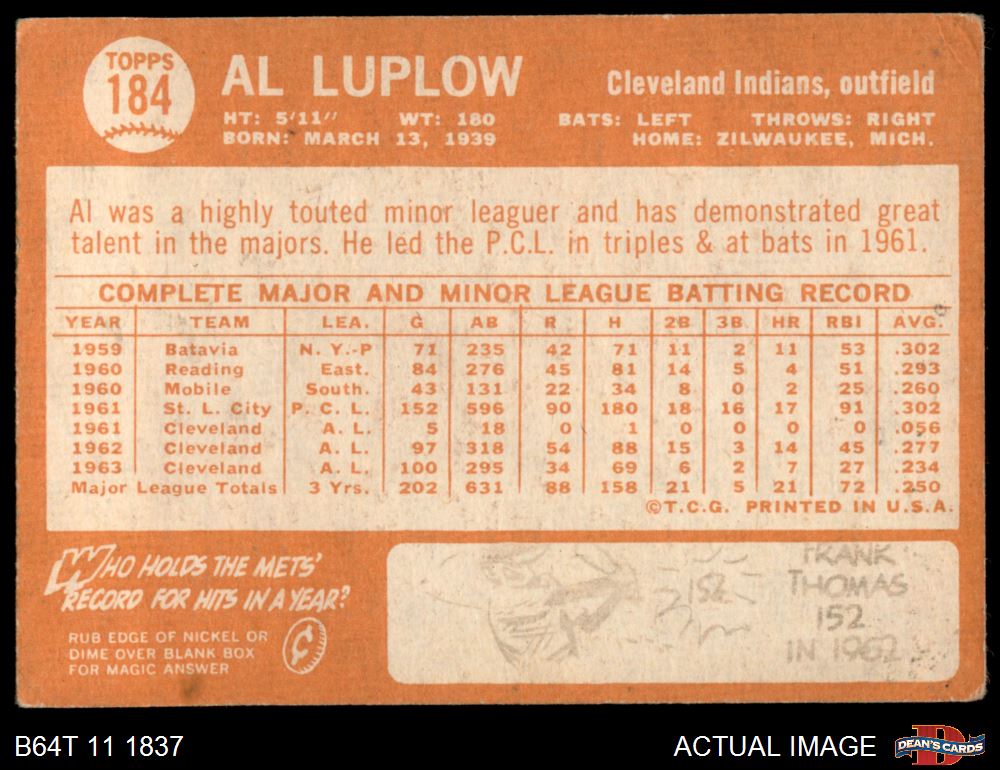 TOPPS
184
AL LUPLOW
Cleveland Indians, outfield
HT: 5'11" WT: 180 BATS: LEFT THROWS: RIGHT
BORN: MARCH 13, 1939 HOME: ZILWAUKEE, MICH.
Al was a highly touted minor leaguer and has demonstrated great
talent in the majors. He led the P.C.L. in triples & at bats in 1961.
COMPLETE MAJOR AND MINOR LEAGUE BATTING RECORD
YEAR TEAM LEA. G AB R H 2B 3B HR RBI AVG.
1959 Batavia N. Y.-P 71 235 42 71 11 2 11 53 .302
1960 Reading East. 84 276 45 81 14 5 4 51 .293
1960 Mobile South. 43 131 22 34 8 0 2 25 .260
1961 St. L. City P. C. L. 152 596 90 180 18 16 17 91 .302
1961 Cleveland A. L. 5 18 0 1 0 0 0 0 .056
1962 Cleveland A. L. 97 318 54 88 15 3 14 45 .277
1963 Cleveland A. L. 100 295 34 69 6 2 7 27 .234
Major League Totals 3 Yrs. 202 631 88 158 21 5 21 72 .250
©T.C.G. PRINTED IN U.S.A.
WHO HOLDS THE METS'
RECORD FOR HITS IN A YEAR?
RUB EDGE OF NICKEL OR
DIME OVER BLANK BOX
FOR MAGIC ANSWER
¢
152
FRANK
THOMAS
152
IN 1962
B64T 11 1837
ACTUAL IMAGE
D
DEAN'S CARDS